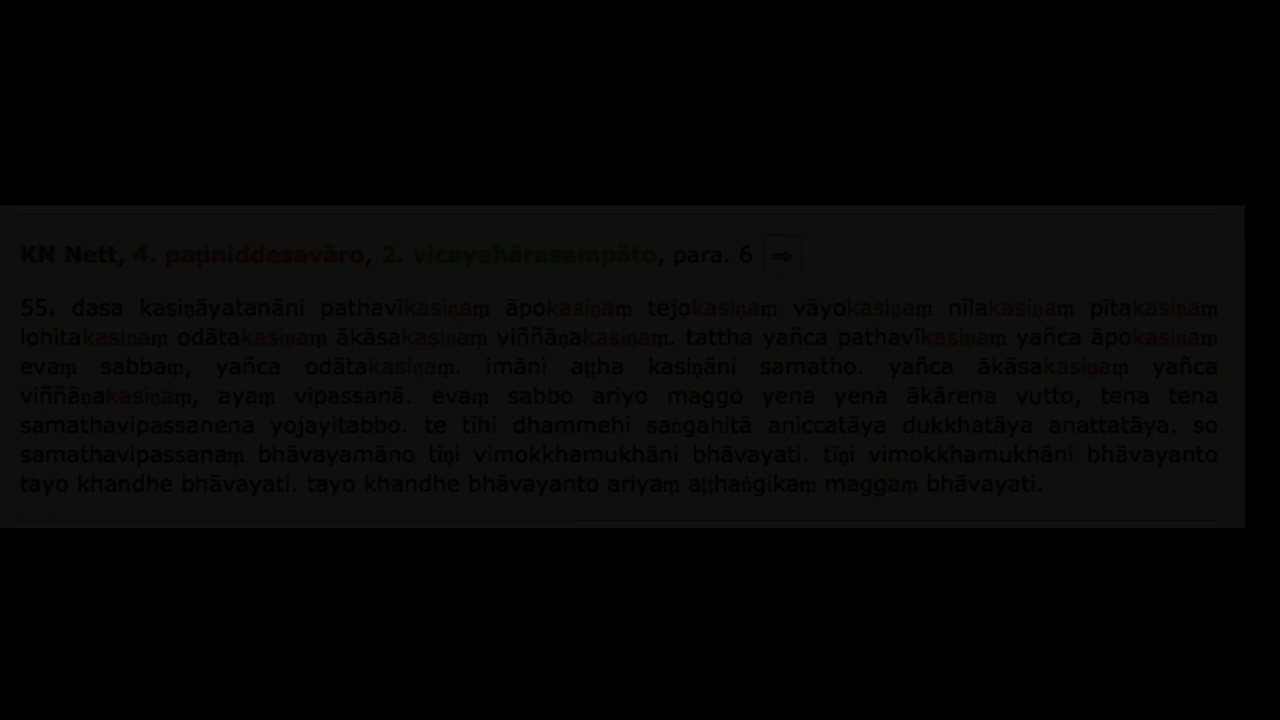 KN Nett, 4. paṭiniddesavāro, 2. vicayahārasampāto, para. 6 ⇒
55. dasa kasiṇāyatanāni pathavīkasiṇaṃ āpokasiṇaṃ tejokasiṇaṃ vāyokasiṇaṃ nīlakasiṇaṃ pītakasiṇaṃ
lohitakasiṇaṃ odātakasiṇaṃ ākāsakasiṇaṃ viññāṇakasiṇaṃ. tattha yañca pathavīkasiṇaṃ yañca āpokasiṇaṃ
evaṃ sabbaṃ, yañca odātakasiṇaṃ. imāni aṭṭha kasiṇāni samatho. yañca ākāsakasiṇaṃ yañca
viññāṇakasiṇaṃ, ayaṃ vipassanā. evaṃ sabbo ariyo maggo yena yena ākārena vutto, tena tena
samathavipassanena yojayitabbo. te tīhi dhammehi saṅgahitā aniccatāya dukkhatāya anattatāya. so
samathavipassanaṃ bhāvayamāno tīṇi vimokkhamukhāni bhāvayati. tīṇi vimokkhamukhāni bhāvayanto
tayo khandhe bhāvayati. tayo khandhe bhāvayanto ariyaṃ aṭṭhaṅgikaṃ maggaṃ bhāvayati.